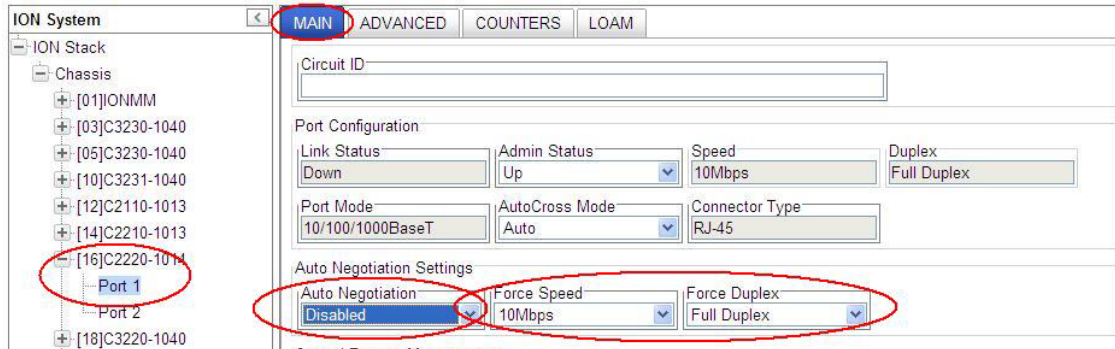 ION System
<
ION Stack
Chassis
[01]IONMM
[03]C3230-1040
[05]C3230-1040
[10]C3231-1040
[12]C2110-1013
[14]C2210-1013
[16]C2220-1014
Port 1
Port 2
[18]C3220-1040
MAIN ADVANCED COUNTERS LOAM
Circuit ID
Port Configuration
Link Status Admin Status Speed Duplex
Down Up 10Mbps Full Duplex
Port Mode AutoCross Mode Connector Type
10/100/1000BaseT Auto RJ-45
Auto Negotiation Settings
Auto Negotiation Force Speed Force Duplex
Disabled 10Mbps Full Duplex